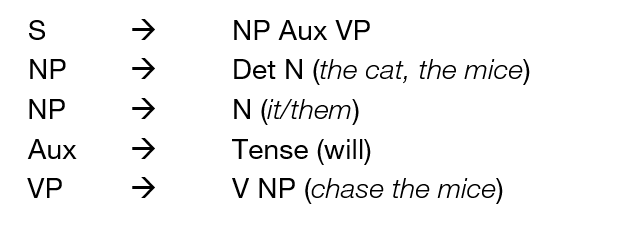 S → NP Aux VP
NP → Det N (the cat, the mice)
NP → N (it/them)
Aux → Tense (will)
VP → V NP (chase the mice)